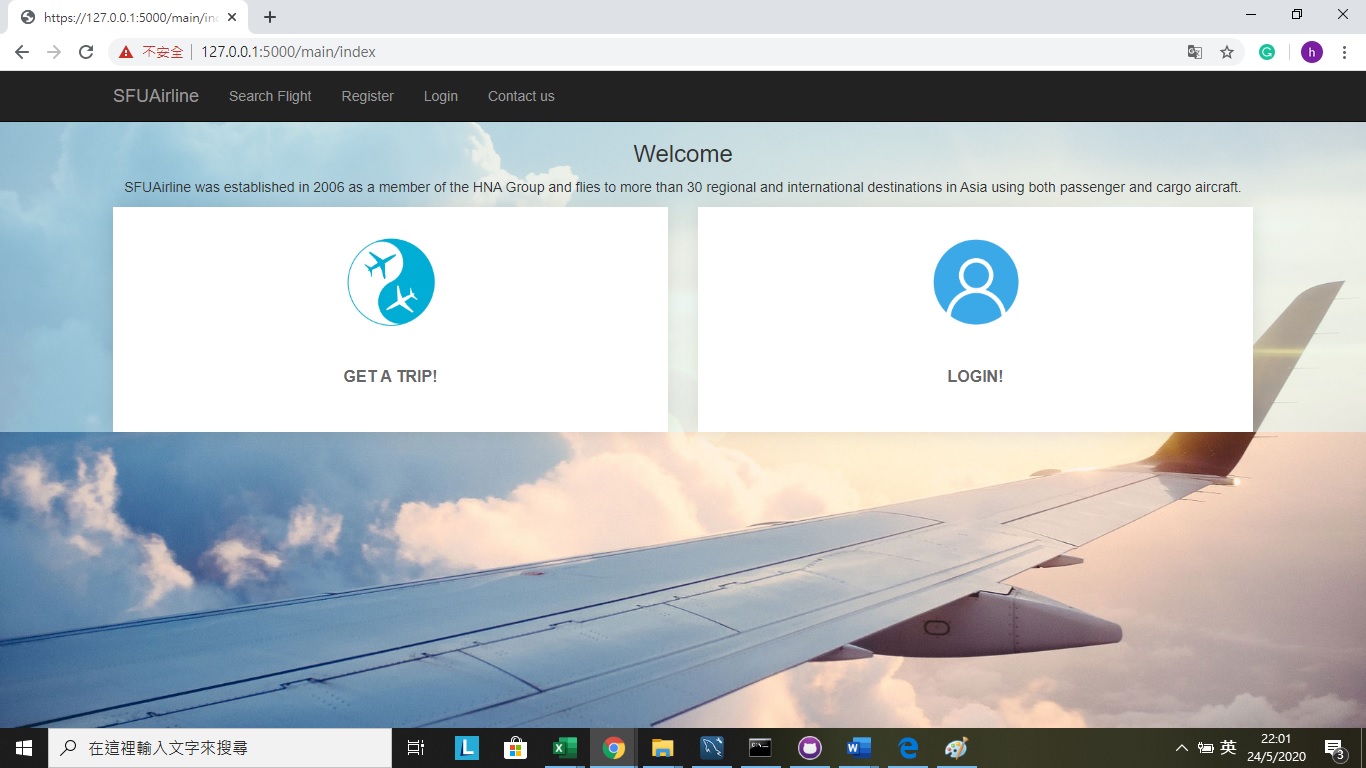 https://127.0.0.1:5000/main/in
不安全 127.0.0.1:5000/main/index
h
SFUAirline Search Flight Register Login Contact us
Welcome
SFUAirline was established in 2006 as a member of the HNA Group and flies to more than 30 regional and international destinations in Asia using both passenger and cargo aircraft.
GET A TRIP! LOGIN!
在這裡輸入文字來搜尋
L
英
22:01
24/5/2020
3